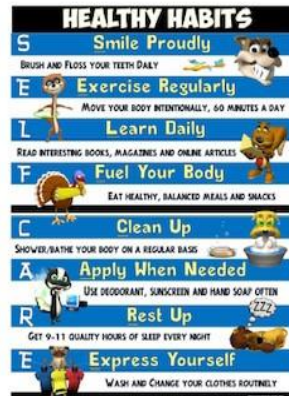 HEALTHY HABITS
S Smile Proudly
BRUSH AND FLOSS YOUR TEETH DAILY
E Exercise Regularly
MOVE YOUR BODY INTENTIONALLY, 60 MINUTES A DAY
L Learn Daily
READ INTERESTING BOOKS, MAGAZINES AND ONLINE ARTICLES
F Fuel Your Body
EAT HEALTHY, BALANCED MEALS AND SNACKS
C Clean Up
SHOWER/BATHE YOUR BODY ON A REGULAR BASIS
A Apply When Needed
USE DEODORANT, SUNSCREEN AND HAND SOAP OFTEN
R Rest Up
ZZZ
GET 9-11 QUALITY HOURS OF SLEEP EVERY NIGHT
E Express Yourself
WASH AND CHANGE YOUR CLOTHES ROUTINELY